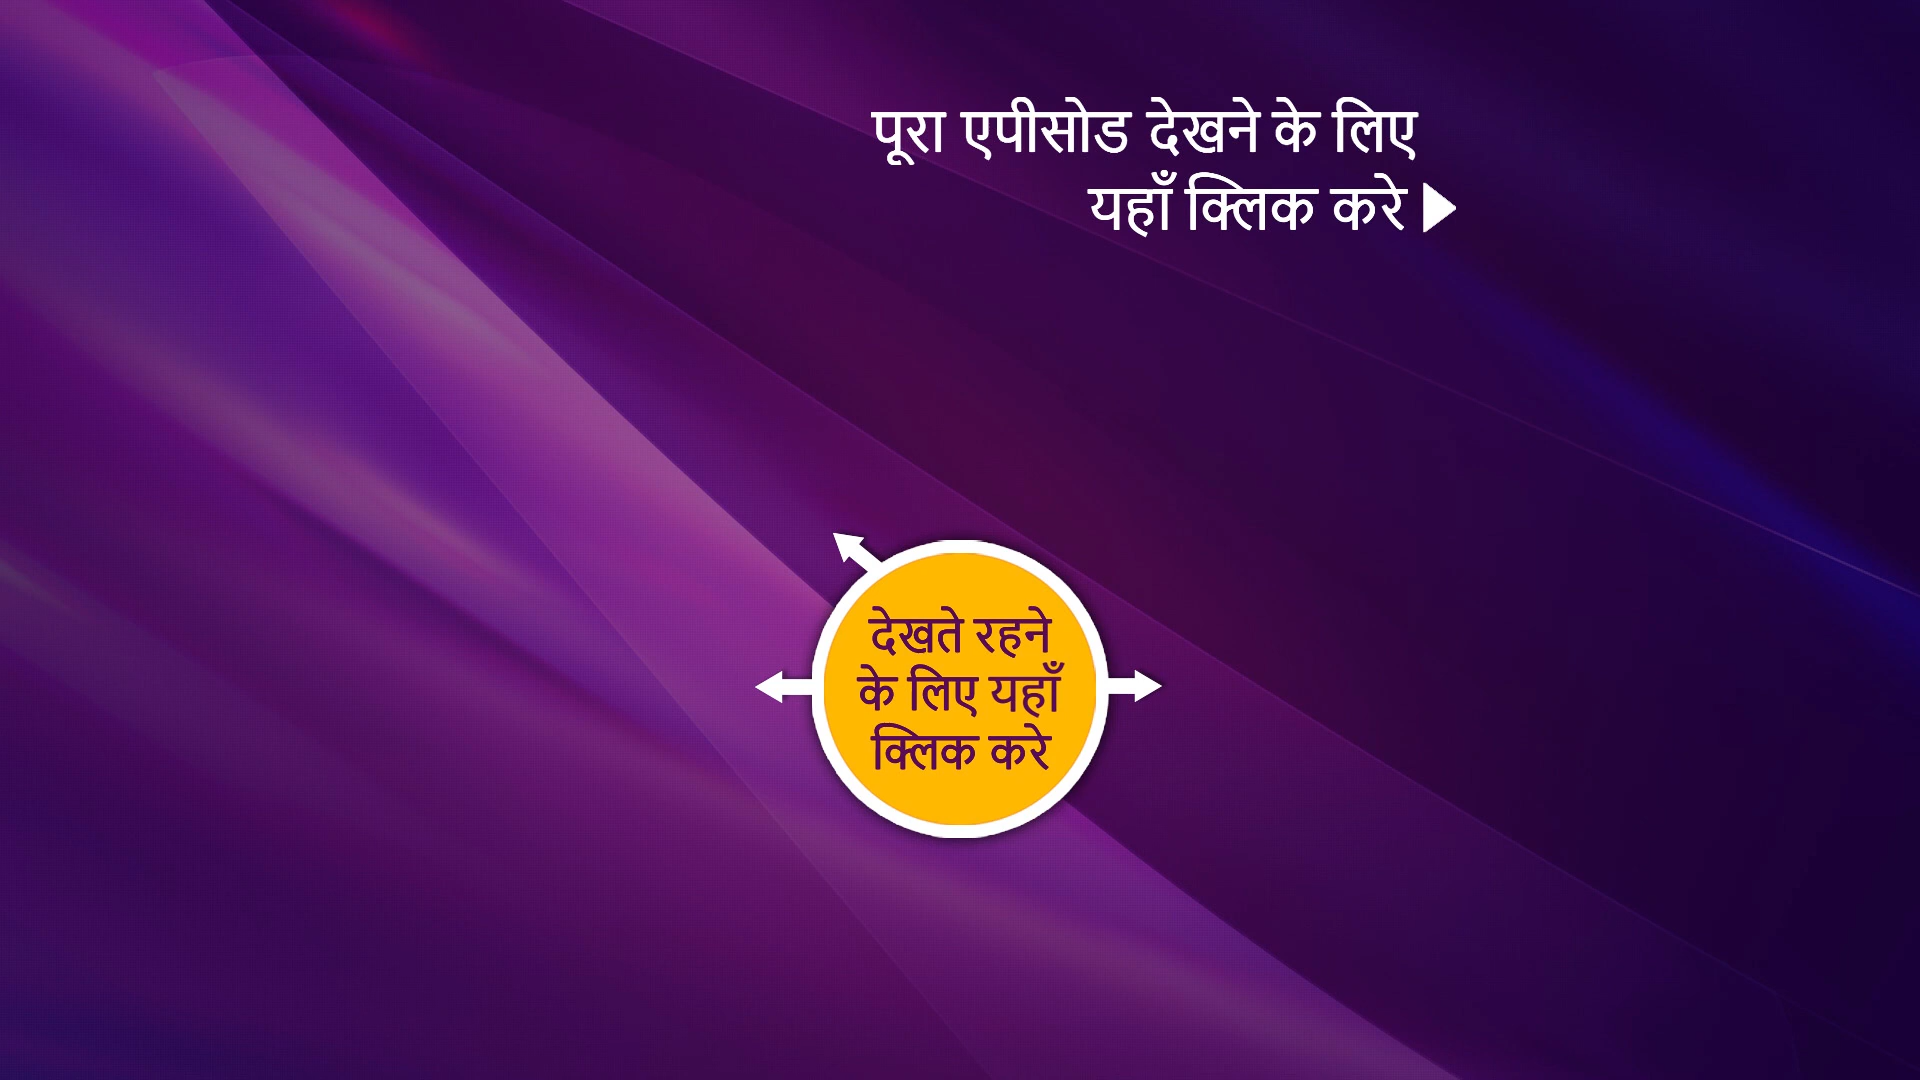 पूरा एपीसोड देखने के लिए
यहाँ क्लिक करे
देखते रहने
के लिए यहाँ
क्लिक करे